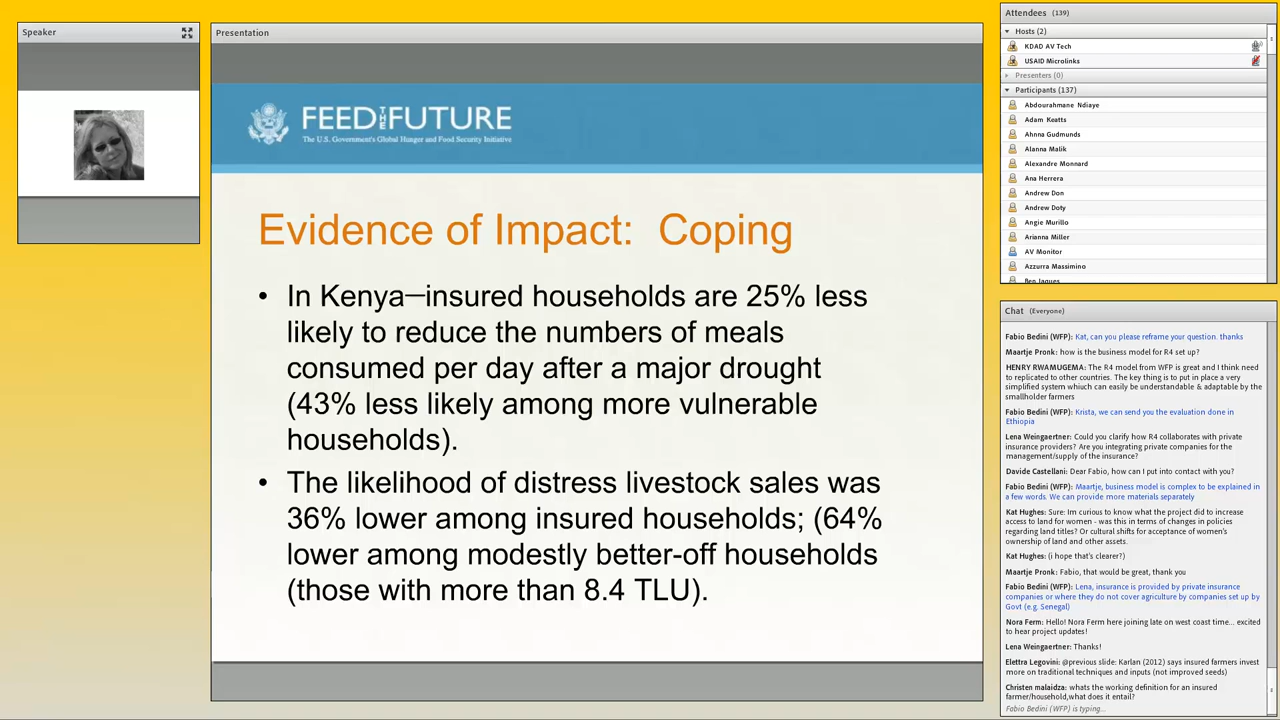 Speaker
Presentation
FEED THE FUTURE
The U.S. Government's Global Hunger and Food Security Initiative
Evidence of Impact:  Coping
• In Kenya—insured households are 25% less
likely to reduce the numbers of meals
consumed per day after a major drought
(43% less likely among more vulnerable
households).
• The likelihood of distress livestock sales was
36% lower among insured households; (64%
lower among modestly better-off households
(those with more than 8.4 TLU).
Attendees (139)
Hosts (2)
KDAD AV Tech
USAID Microlinks
Presenters (0)
Participants (137)
Abdourahmane Ndiaye
Adam Keatts
Ahnna Gudmunds
Alanna Malik
Alexandre Monnard
Ana Herrera
Andrew Don
Andrew Doty
Angie Murillo
Arianna Miller
AV Monitor
Azzurra Massimino
Ben Jaques
Chat (Everyone)
Fabio Bedini (WFP): Kat, can you please reframe your question. thanks
Maartje Pronk: how is the business model for R4 set up?
HENRY RWAMUGEMA: The R4 model from WFP is great and I think need
to replicated to other countries. The key thing is to put in place a very
simplified system whicch can easily be understandable & adaptable by the
smallholder farmers
Fabio Bedini (WFP): Krista, we can send you the evaluation done in
Ethiopia
Lena Weingaertner: Could you clarify how R4 collaborates with private
insurance providers? Are you integrating private companies for the
management/supply of the insurance?
Davide Castellani: Dear Fabio, how can I put into contact with you?
Fabio Bedini (WFP): Maartje, business model is complex to be explained in
a few words. We can provide more materials separately
Kat Hughes: Sure: Im curious to know what the project did to increase
access to land for women - was this in terms of changes in policies
regarding land titles? Or cultural shifts for acceptance of women's
ownership of land and other assets.
Kat Hughes: (i hope that's clearer?)
Maartje Pronk: Fabio, that would be great, thank you
Fabio Bedini (WFP): Lena, insurance is provided by private insurance
companies or where they do not cover agriculture by companies set up by
Govt (e.g. Senegal)
Nora Ferm: Hello! Nora Ferm here joining late on west coast time... excited
to hear project updates!
Lena Weingaertner: Thanks!
Elettra Legovini: @previous slide: Karlan (2012) says insured farmers invest
more on traditional techniques and inputs (not improved seeds)
Christen malaidza: whats the working definition for an insured
farmer/household,what does it entail?
Fabio Bedini (WFP) is typing...